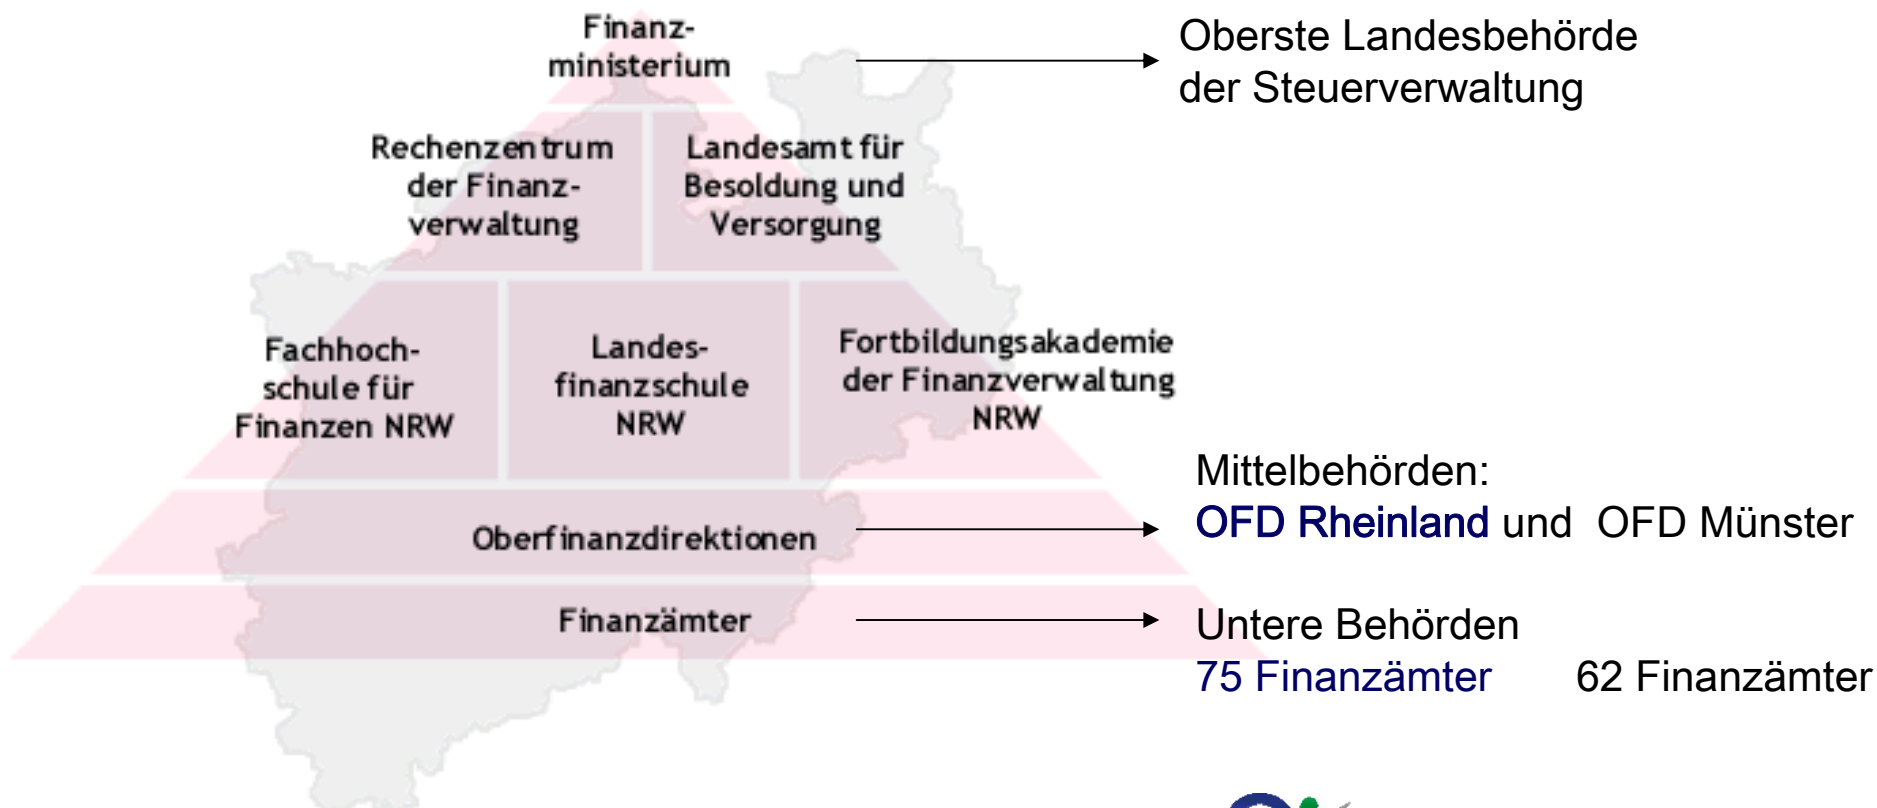 Finanz-
ministerium
Oberste Landesbehörde
der Steuerverwaltung
Rechenzentrum
der Finanz-
verwaltung
Landesamt für
Besoldung und
Versorgung
Fachhoch-
schule für
Finanzen NRW
Landes-
finanzschule
NRW
Fortbildungsakademie
der Finanzverwaltung
NRW
Oberfinanzdirektionen
Mittelbehörden:
OFD Rheinland und OFD Münster
Finanzämter
Untere Behörden
75 Finanzämter 62 Finanzämter